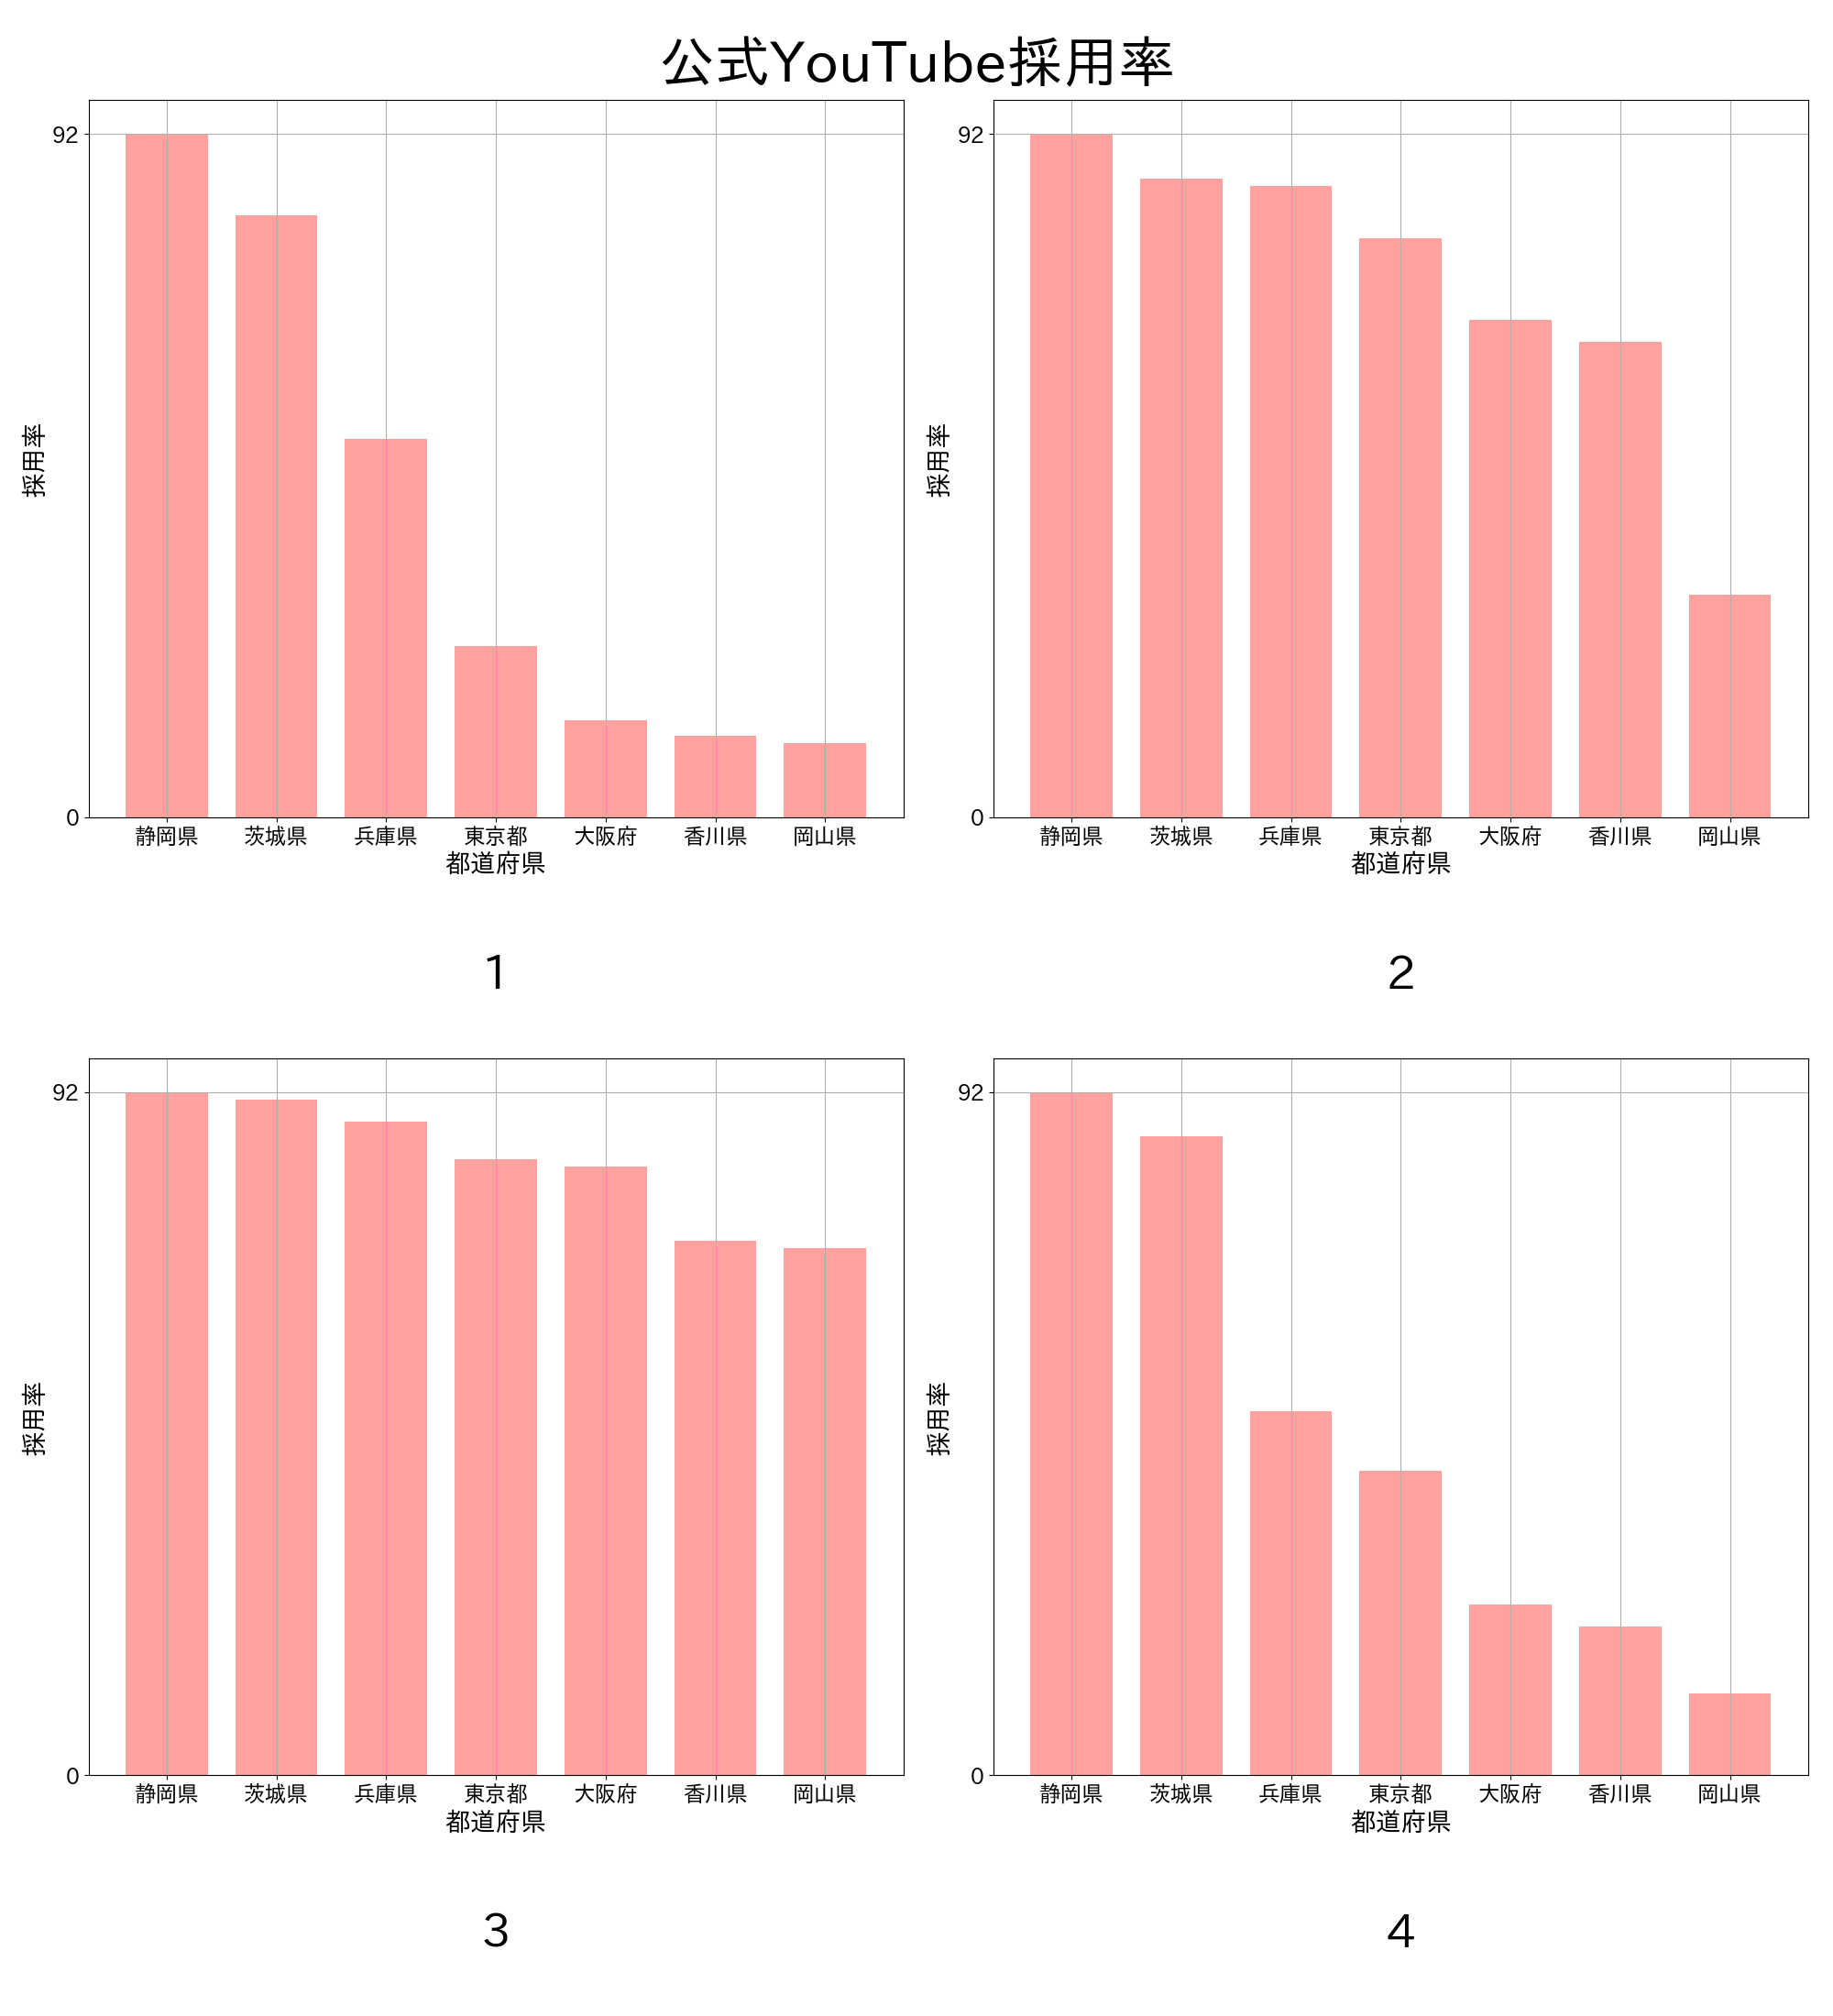 公式YouTube採用率
92
0
採用率
静岡県 茨城県 兵庫県 東京都 大阪府 香川県 岡山県
都道府県
1
92
0
採用率
静岡県 茨城県 兵庫県 東京都 大阪府 香川県 岡山県
都道府県
2
92
0
採用率
静岡県 茨城県 兵庫県 東京都 大阪府 香川県 岡山県
都道府県
3
92
0
採用率
静岡県 茨城県 兵庫県 東京都 大阪府 香川県 岡山県
都道府県
4